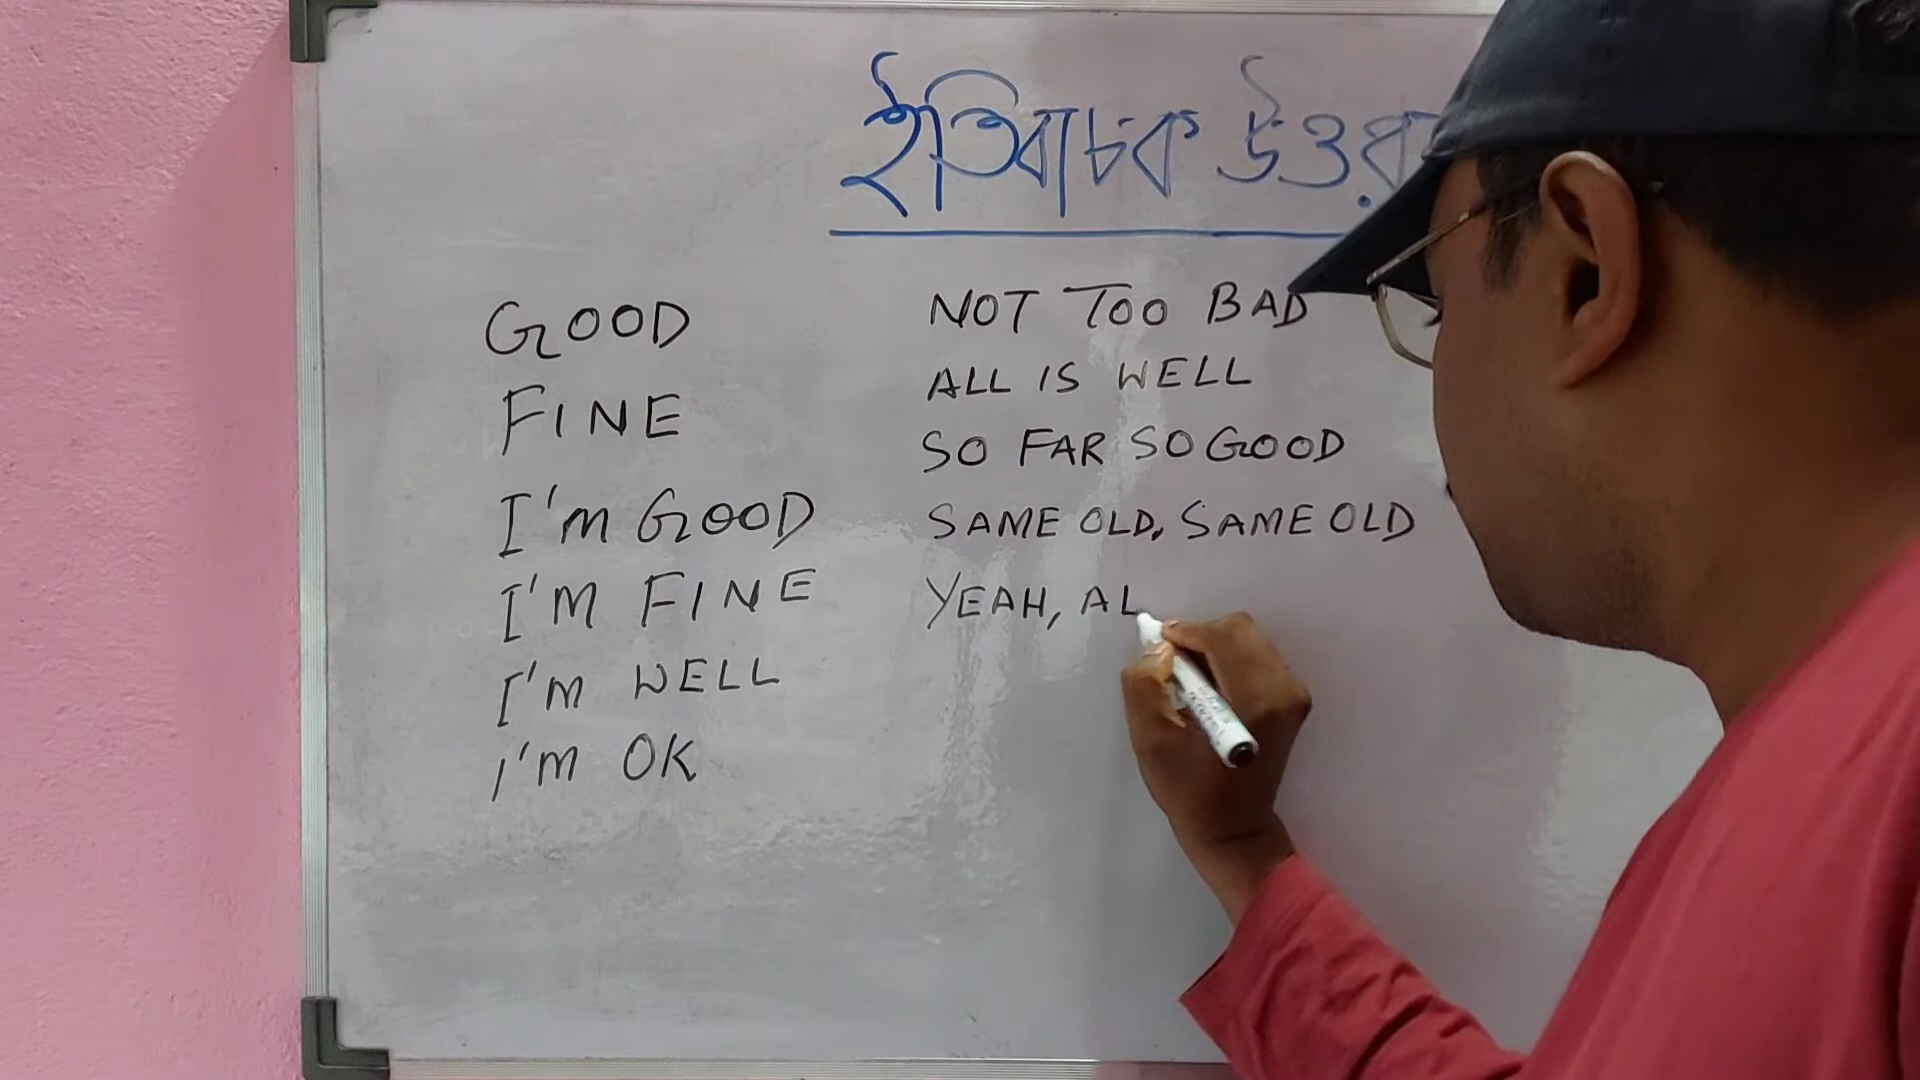 ইতিবাচক উত্তর
GOOD
FINE
I'M GOOD
I'M FINE
I'M WELL
I'M OK
NOT TOO BAD
ALL IS WELL
SO FAR SO GOOD
SAME OLD, SAME OLD
YEAH, AL